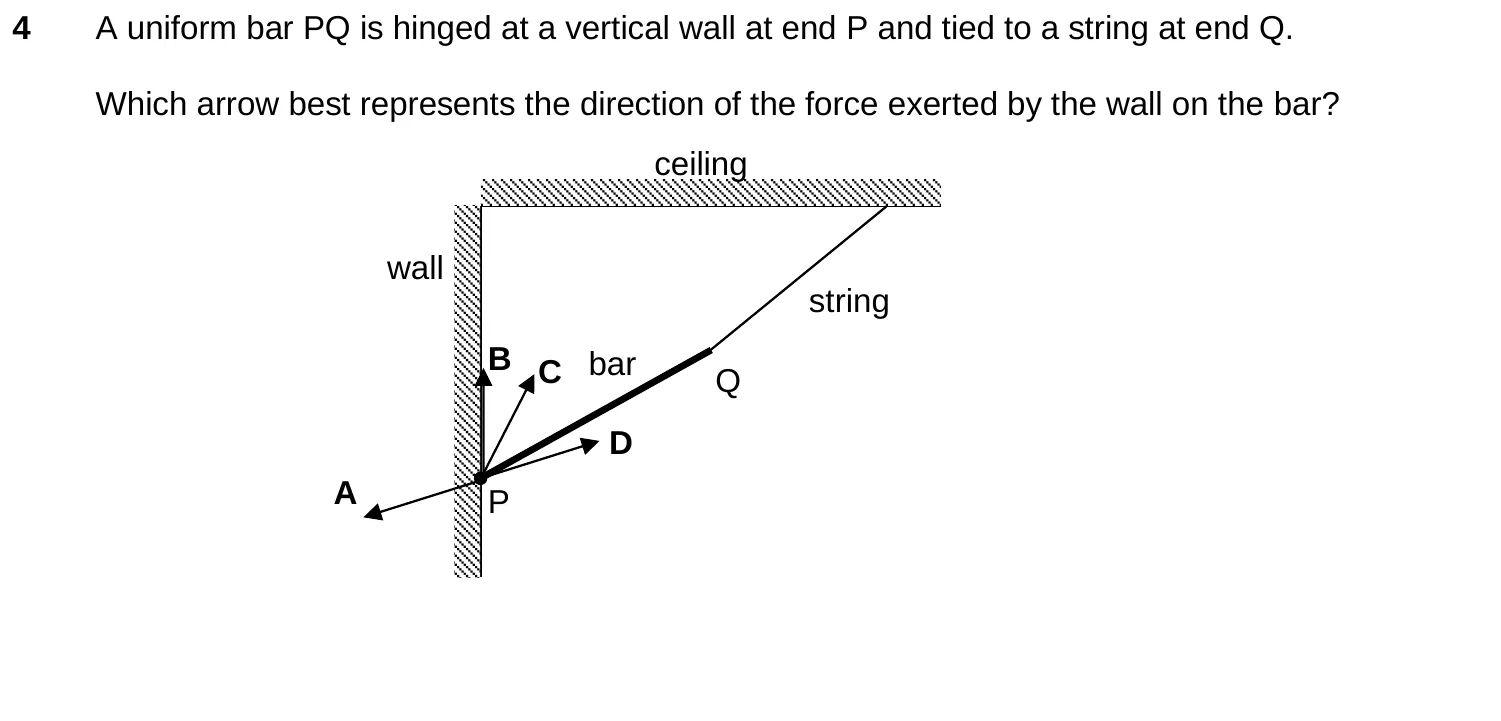 4 A uniform bar PQ is hinged at a vertical wall at end P and tied to a string at end Q.
Which arrow best represents the direction of the force exerted by the wall on the bar?
ceiling
wall
string
B C bar
Q
D
A
P